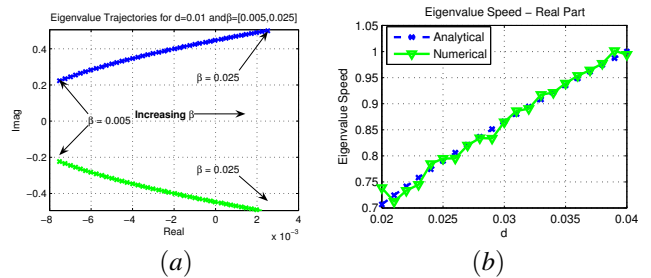 Eigenvalue Trajectories for d=0.01 andβ=[0.005,0.025]
0.4
0.2
0
−0.2
−0.4
Imag
β = 0.025
Increasing β
β = 0.005
β = 0.025
−8
−6
−4
−2
0
2
4
x 10⁻³
Real
(a)
Eigenvalue Speed − Real Part
Analytical
Numerical
1.05
1
0.95
0.9
0.85
0.8
0.75
0.7
Eigenvalue Speed
0.02
0.025
0.03
0.035
0.04
d
(b)